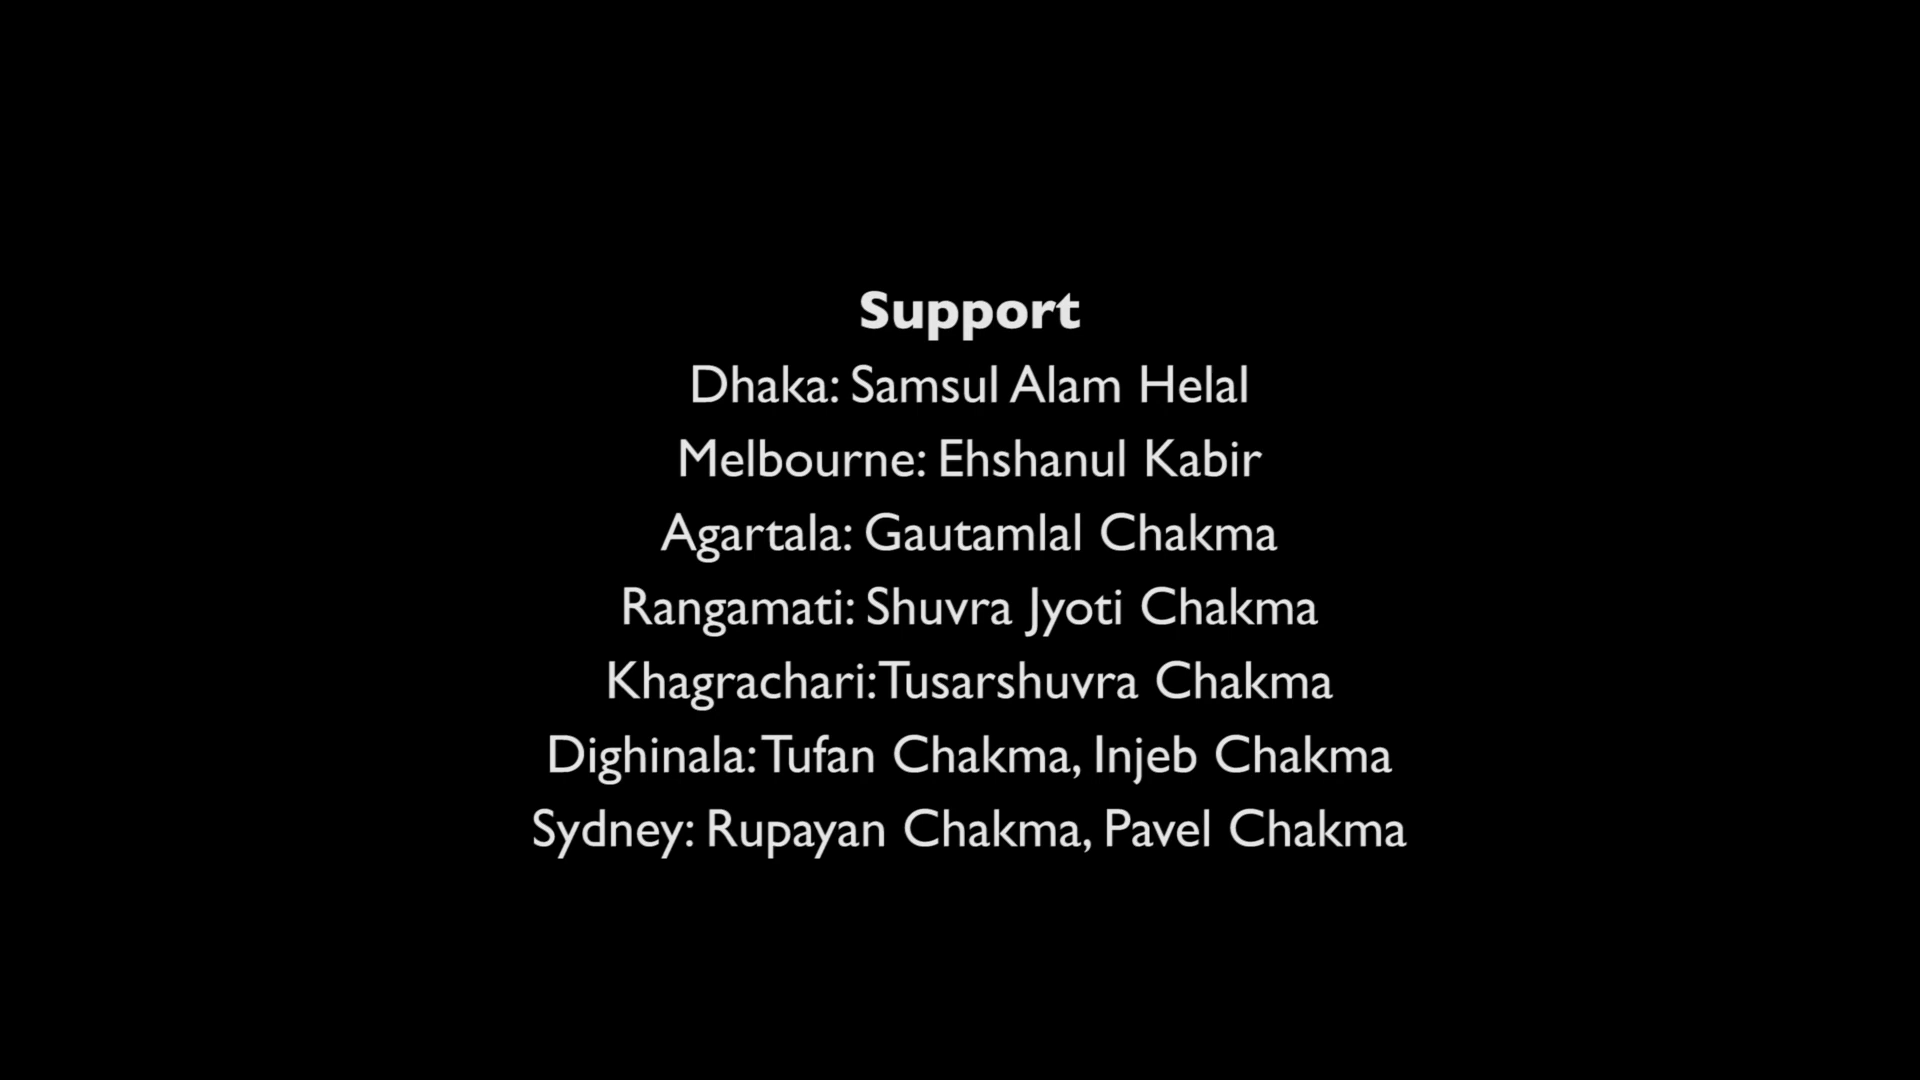 Support
Dhaka: Samsul Alam Helal
Melbourne: Ehshanul Kabir
Agartala: Gautamlal Chakma
Rangamati: Shuvra Jyoti Chakma
Khagrachari: Tusarshuvra Chakma
Dighinala: Tufan Chakma, Injeb Chakma
Sydney: Rupayan Chakma, Pavel Chakma